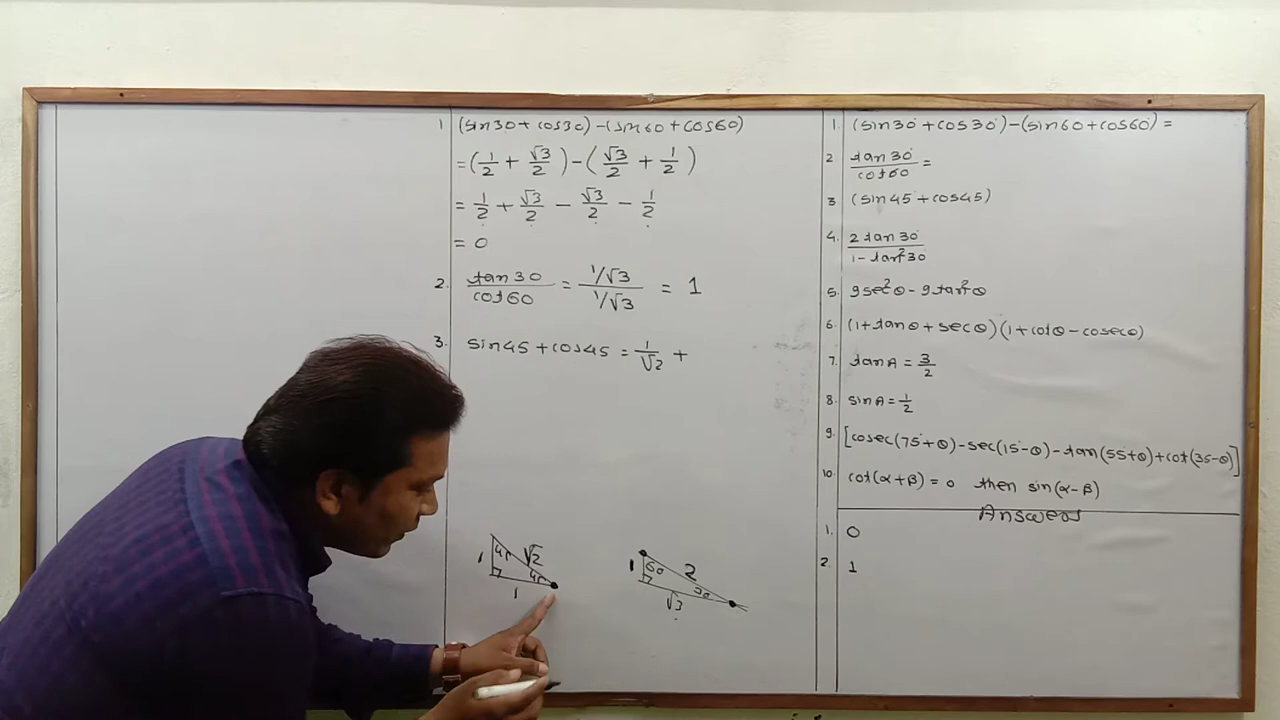 1 (sin30+cos30)-(sin60+cos60)
=(1/2 + √3/2)-(√3/2 + 1/2)
= 1/2 + √3/2 - √3/2 - 1/2
= 0
2. tan30/cot60 = 1/√3 / 1/√3 = 1
3. sin45+cos45 = 1/√2 +
45 √2
1 45
1
60 2
1 30
√3
1. (sin30°+cos30°)-(sin60+cos60°)=
2. tan30°/cot60 =
3 (sin45+cos45)
4. 2tan30°/1-tan²30
5. 9sec²θ-9tan²θ
6. (1+tanθ+secθ)(1+cotθ-cosecθ)
7. tanA=3/2
8. sinA=1/2
9. [cosec(75°+θ)-sec(15°-θ)-tan(55+θ)+cot(35-θ)]
10. cot(α+β)=0 then sin(α-β)
Answers
1. 0
2. 1